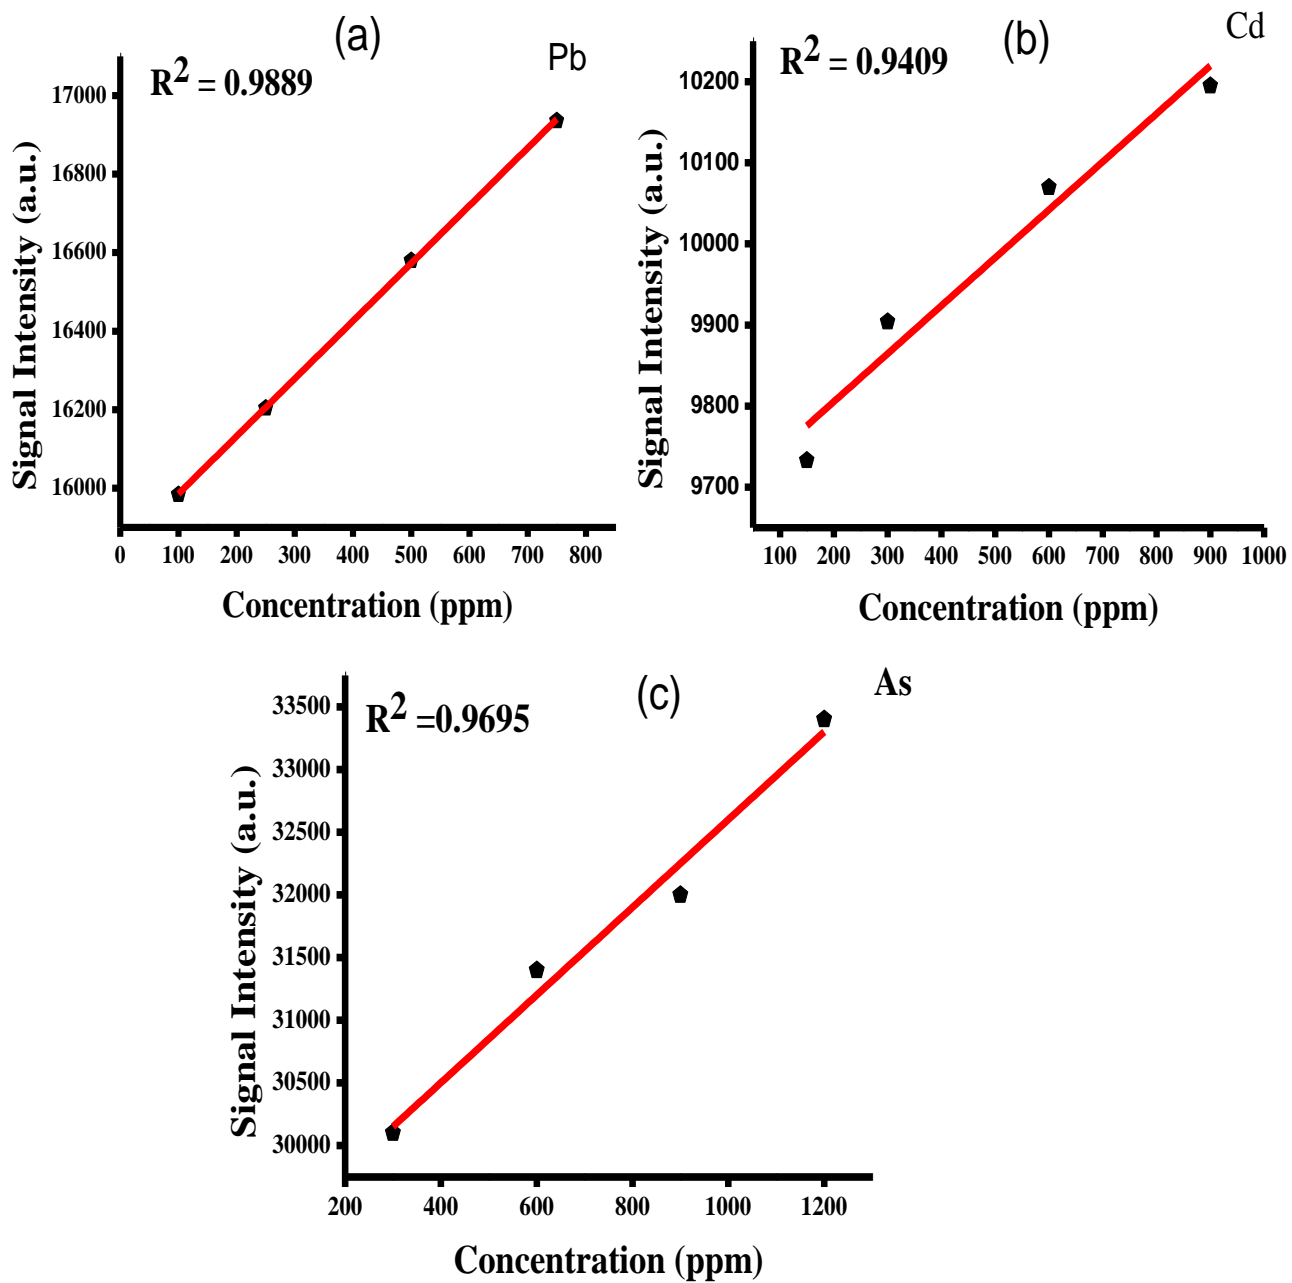 (a)
Pb
R² = 0.9889
17000
16800
16600
16400
16200
16000
Signal Intensity (a.u.)
0 100 200 300 400 500 600 700 800
Concentration (ppm)
(b)
Cd
R² = 0.9409
10200
10100
10000
9900
9800
9700
Signal Intensity (a.u.)
100 200 300 400 500 600 700 800 900 1000
Concentration (ppm)
(c)
As
R² =0.9695
33500
33000
32500
32000
31500
31000
30500
30000
Signal Intensity (a.u.)
200 400 600 800 1000 1200
Concentration (ppm)